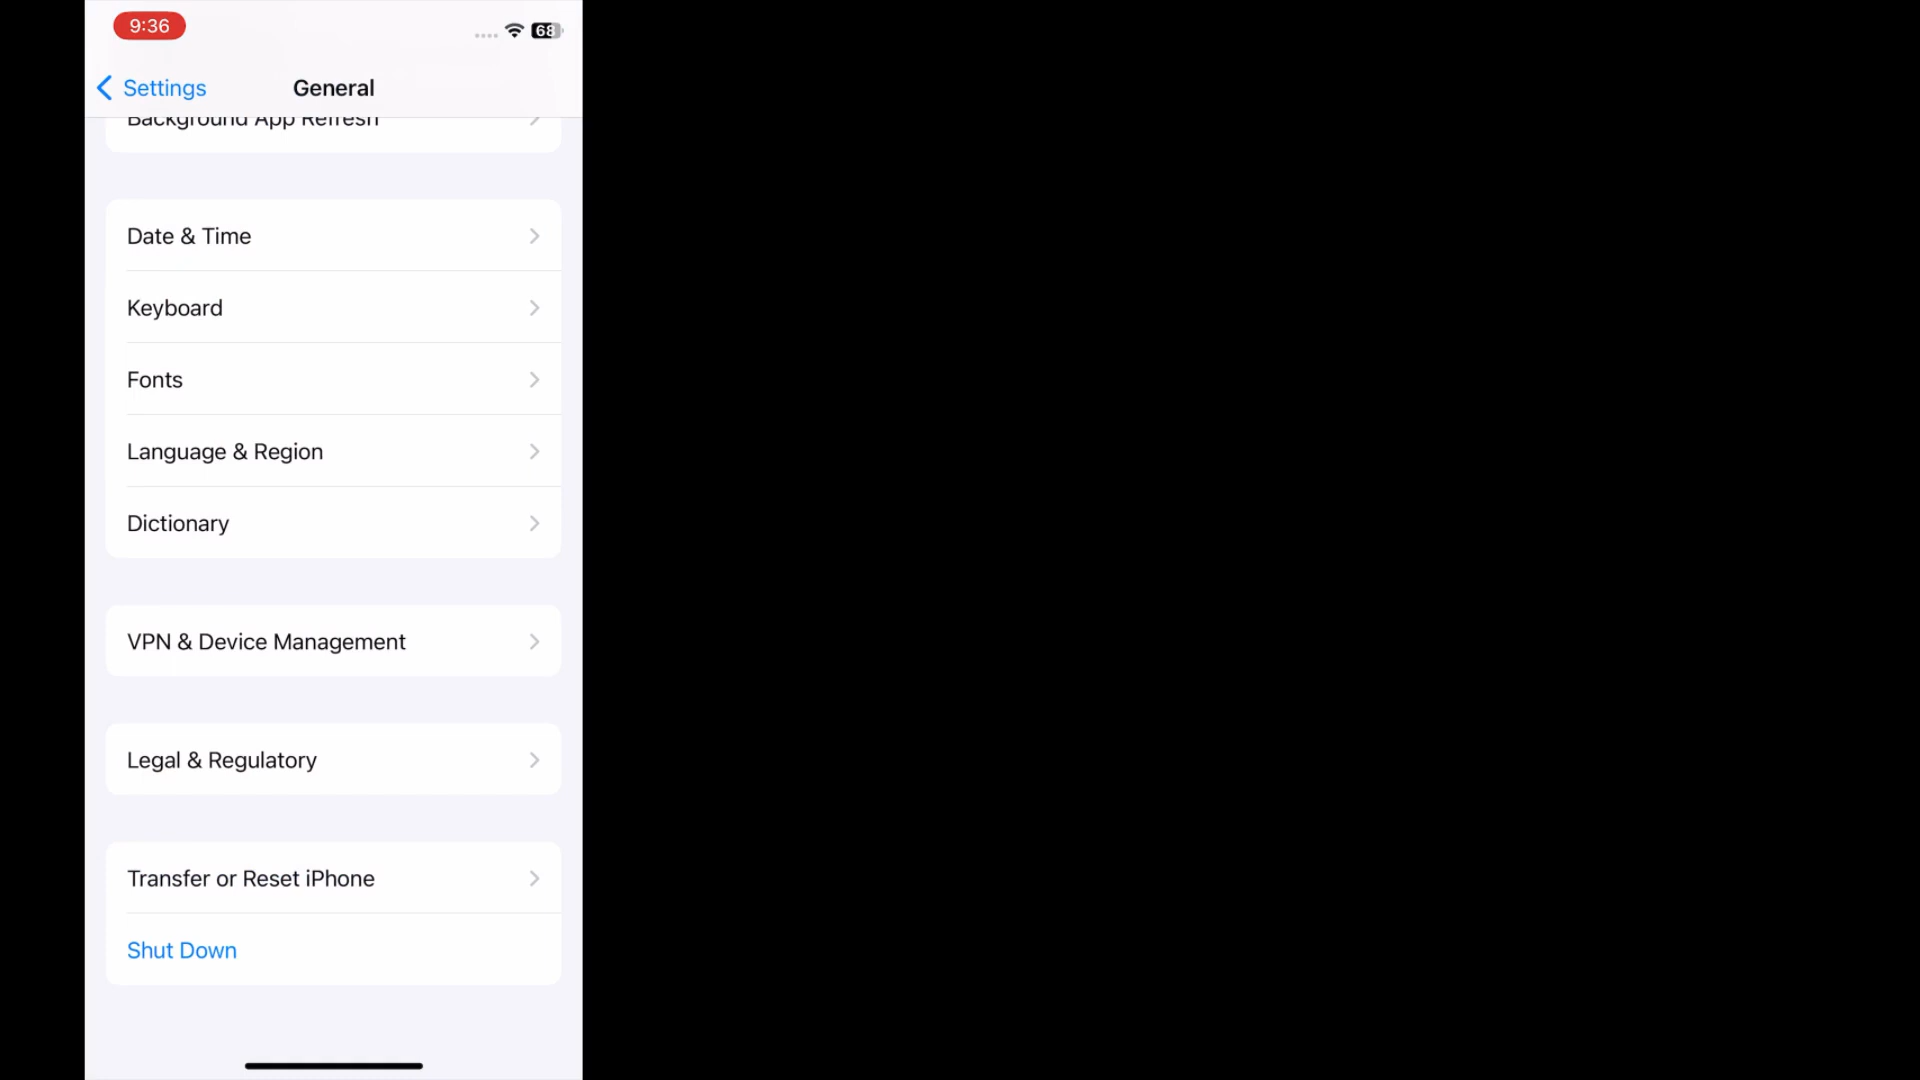 9:36
68
Settings
General
Background App Refresh
Date & Time
Keyboard
Fonts
Language & Region
Dictionary
VPN & Device Management
Legal & Regulatory
Transfer or Reset iPhone
Shut Down